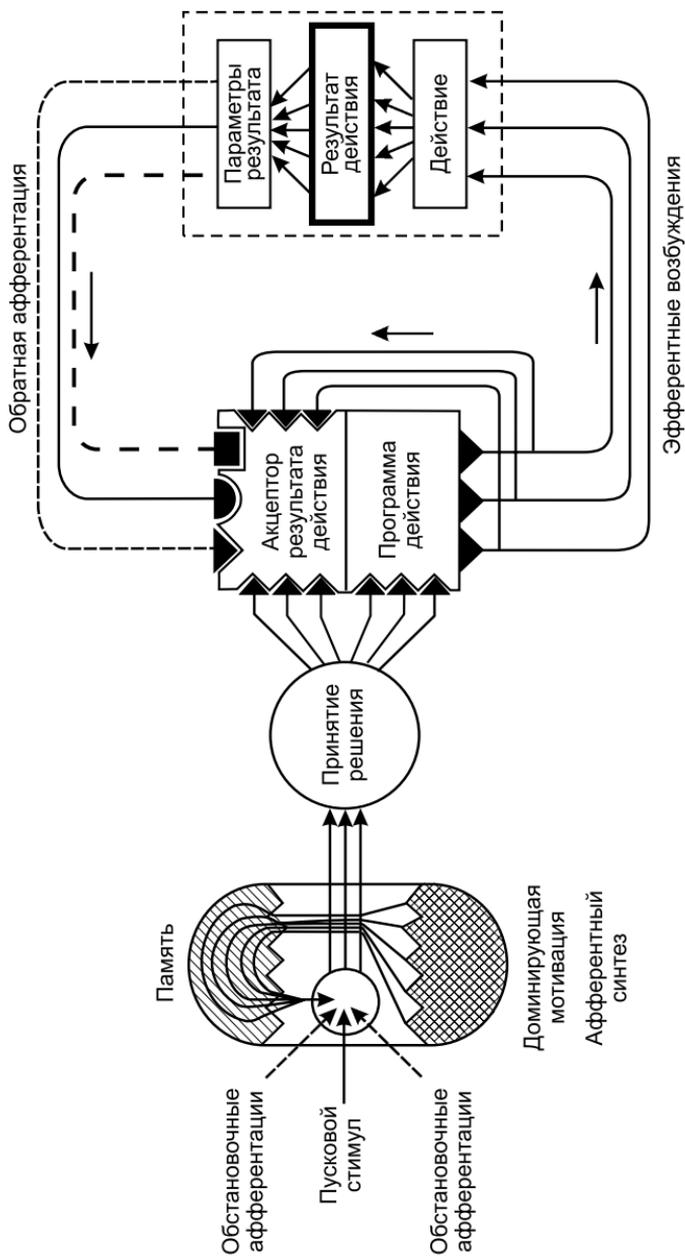 Обстановочные
афферентации
Пусковой
стимул
Обстановочные
афферентации
Память
Доминирующая
мотивация
Афферентный
синтез
Принятие
решения
Акцептор
результата
действия
Программа
действия
Обратная афферентация
Параметры
результата
Результат
действия
Действие
Эфферентные возбуждения